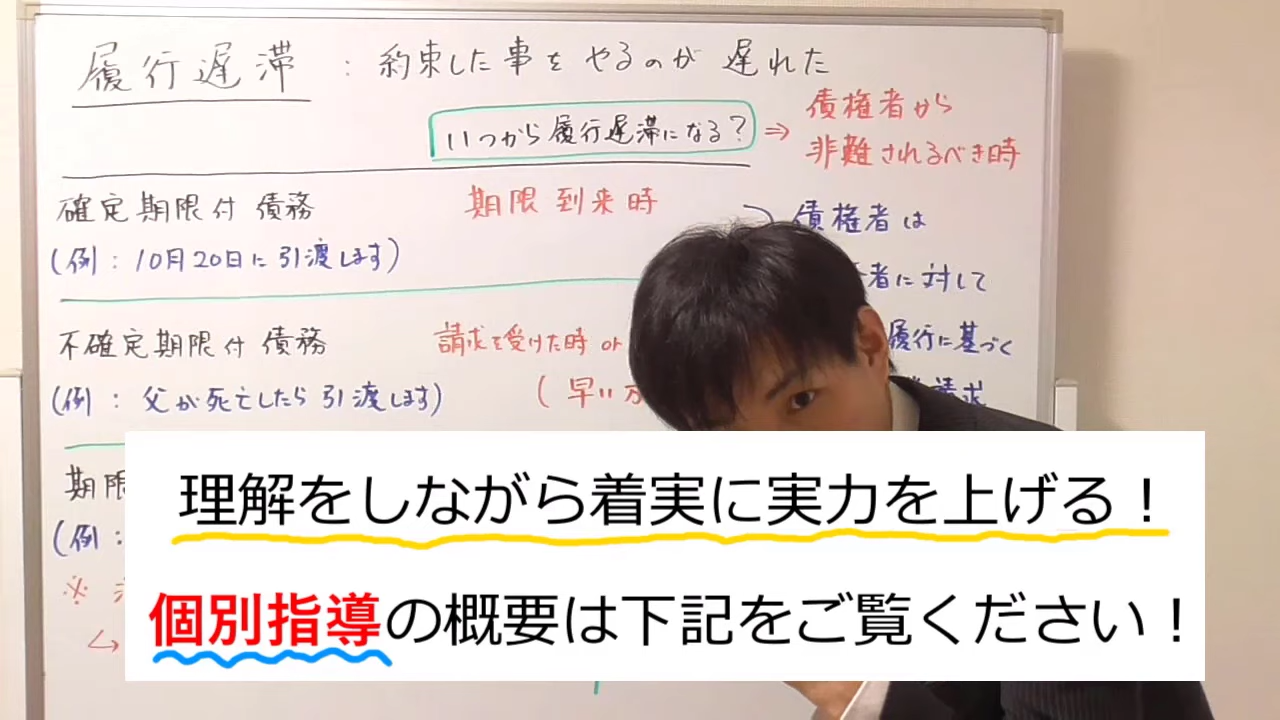 履行遅滞 : 約束した事をやるのが 遅れた
いつから履行遅滞になる? ⇒ 債権者から
非難されるべき時
確定期限付 債務 期限到来時
(例 : 10月20日に引渡します)
債権者は
者に対して
履行に基づく
請求
不確定期限付 債務 請求を受けた時 or
(例 : 父が死亡したら引渡します) (早い方
期限
(例 :
※
理解をしながら着実に実力を上げる!
個別指導の概要は下記をご覧ください!